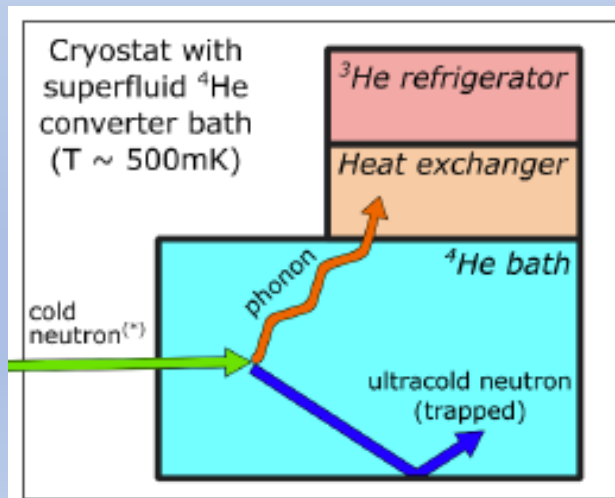 Cryostat with
superfluid ⁴He
converter bath
(T ~ 500mK)
³He refrigerator
Heat exchanger
⁴He bath
phonon
cold
neutron(*)
ultracold neutron
(trapped)